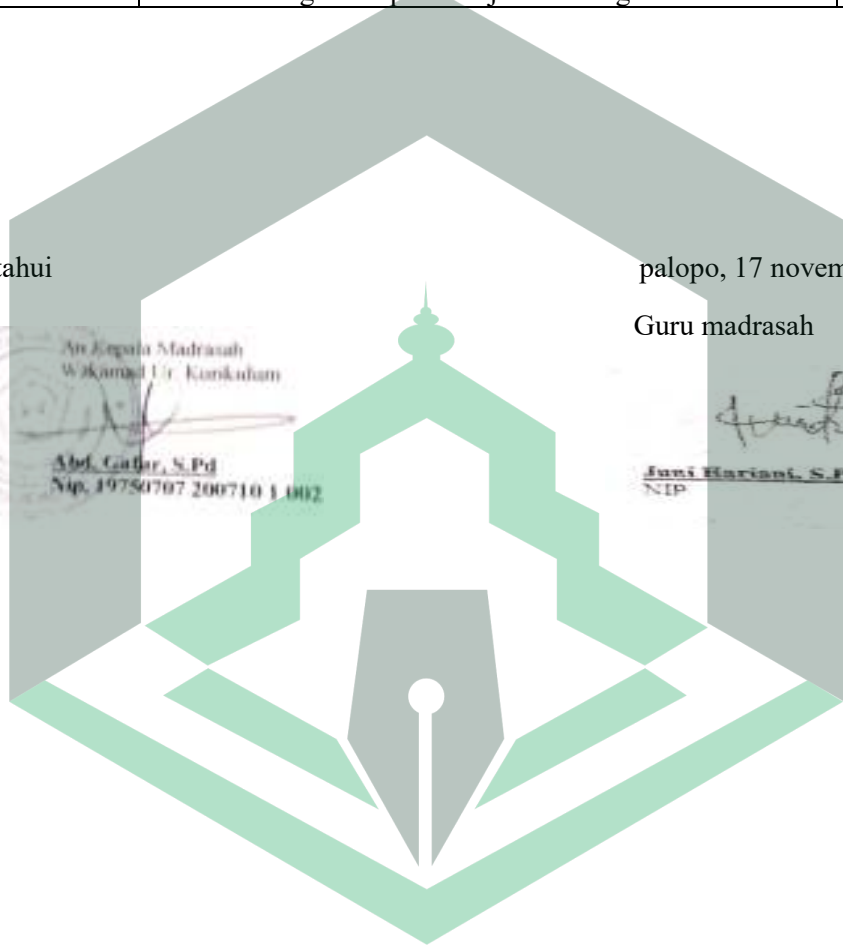 tahui
palopo, 17 novem
Guru madrasah
An Kepala Madrasah
Wakamad Ur. Kurikulum
Abd. Gafar, S.Pd
Nip. 19750707 200710 1 002
Juni Hariani, S.P
NIP